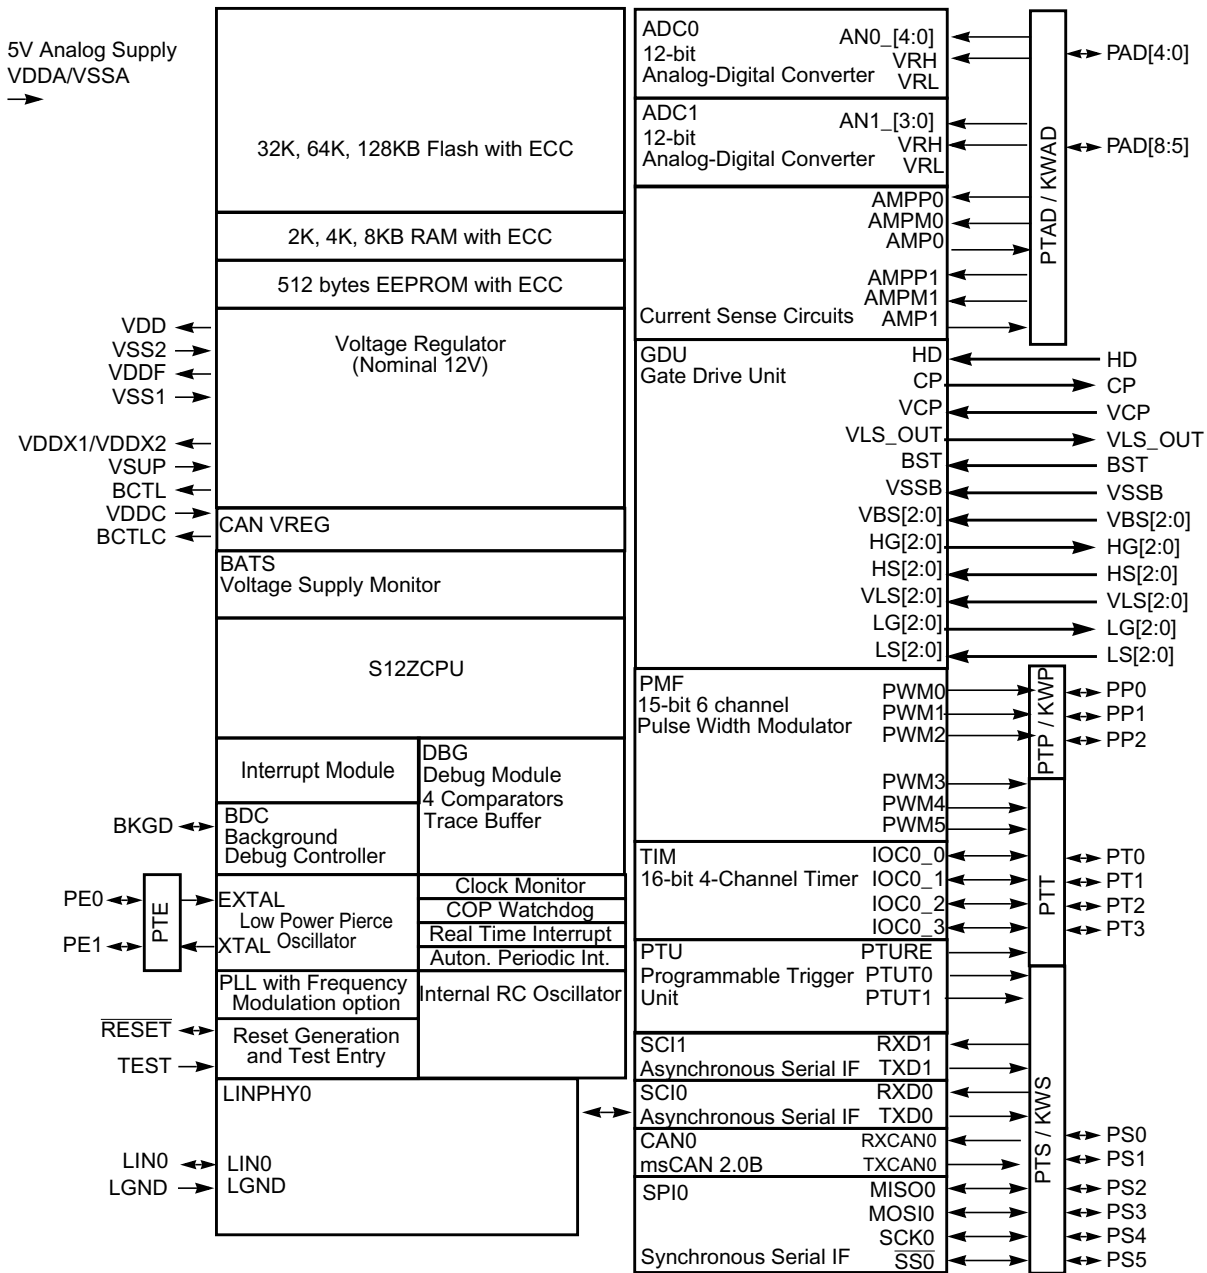 5V Analog Supply
VDDA/VSSA
32K, 64K, 128KB Flash with ECC
2K, 4K, 8KB RAM with ECC
512 bytes EEPROM with ECC
Voltage Regulator
(Nominal 12V)
VDD
VSS2
VDDF
VSS1
VDDX1/VDDX2
VSUP
BCTL
VDDC
BCTLC
CAN VREG
BATS
Voltage Supply Monitor
S12ZCPU
Interrupt Module
DBG
Debug Module
4 Comparators
Trace Buffer
BKGD
BDC
Background
Debug Controller
PE0
PE1
PTE
EXTAL
Low Power Pierce
Oscillator
XTAL
Clock Monitor
COP Watchdog
Real Time Interrupt
Auton. Periodic Int.
PLL with Frequency
Modulation option
Internal RC Oscillator
RESET
TEST
Reset Generation
and Test Entry
LINPHY0
LIN0
LGND
LIN0
LGND
ADC0
12-bit
Analog-Digital Converter
AN0_[4:0]
VRH
VRL
ADC1
12-bit
Analog-Digital Converter
AN1_[3:0]
VRH
VRL
AMPP0
AMPM0
AMP0
AMPP1
AMPM1
AMP1
Current Sense Circuits
PTAD / KWAD
PAD[4:0]
PAD[8:5]
GDU
Gate Drive Unit
HD
CP
VCP
VLS_OUT
BST
VSSB
VBS[2:0]
HG[2:0]
HS[2:0]
VLS[2:0]
LG[2:0]
LS[2:0]
HD
CP
VCP
VLS_OUT
BST
VSSB
VBS[2:0]
HG[2:0]
HS[2:0]
VLS[2:0]
LG[2:0]
LS[2:0]
PMF
15-bit 6 channel
Pulse Width Modulator
PWM0
PWM1
PWM2
PWM3
PWM4
PWM5
PTP / KWP
PP0
PP1
PP2
TIM
16-bit 4-Channel Timer
IOC0_0
IOC0_1
IOC0_2
IOC0_3
PTT
PT0
PT1
PT2
PT3
PTU
Programmable Trigger
Unit
PTURE
PTUT0
PTUT1
SCI1
Asynchronous Serial IF
RXD1
TXD1
SCI0
Asynchronous Serial IF
RXD0
TXD0
CAN0
msCAN 2.0B
RXCAN0
TXCAN0
SPI0
Synchronous Serial IF
MISO0
MOSI0
SCK0
SS0
PTS / KWS
PS0
PS1
PS2
PS3
PS4
PS5